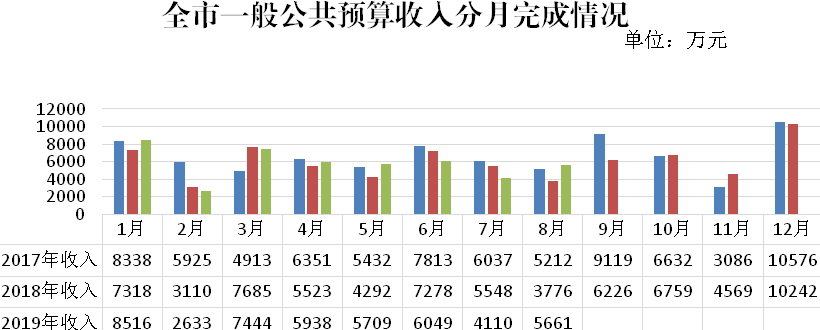 全市一般公共预算收入分月完成情况
单位：万元
12000
10000
8000
6000
4000
2000
0
1月 2月 3月 4月 5月 6月 7月 8月 9月 10月 11月 12月
2017年收入 8338 5925 4913 6351 5432 7813 6037 5212 9119 6632 3086 10576
2018年收入 7318 3110 7685 5523 4292 7278 5548 3776 6226 6759 4569 10242
2019年收入 8516 2633 7444 5938 5709 6049 4110 5661